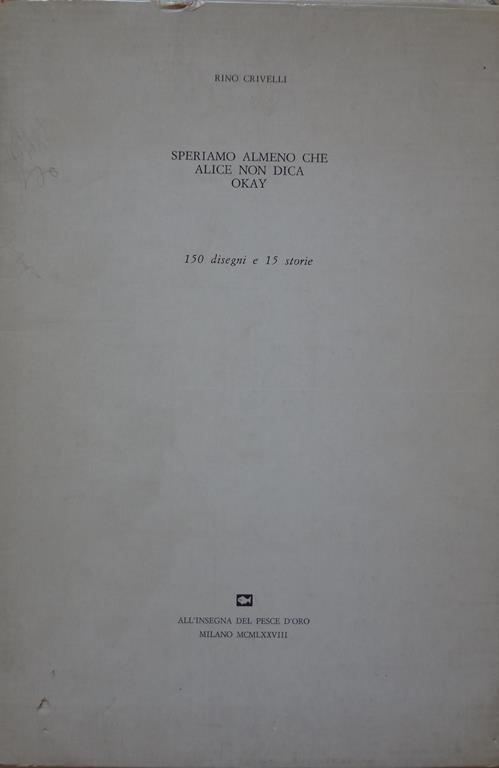 RINO CRIVELLI
SPERIAMO ALMENO CHE
ALICE NON DICA
OKAY
150 disegni e 15 storie
ALL'INSEGNA DEL PESCE D'ORO
MILANO MCMLXXVIII